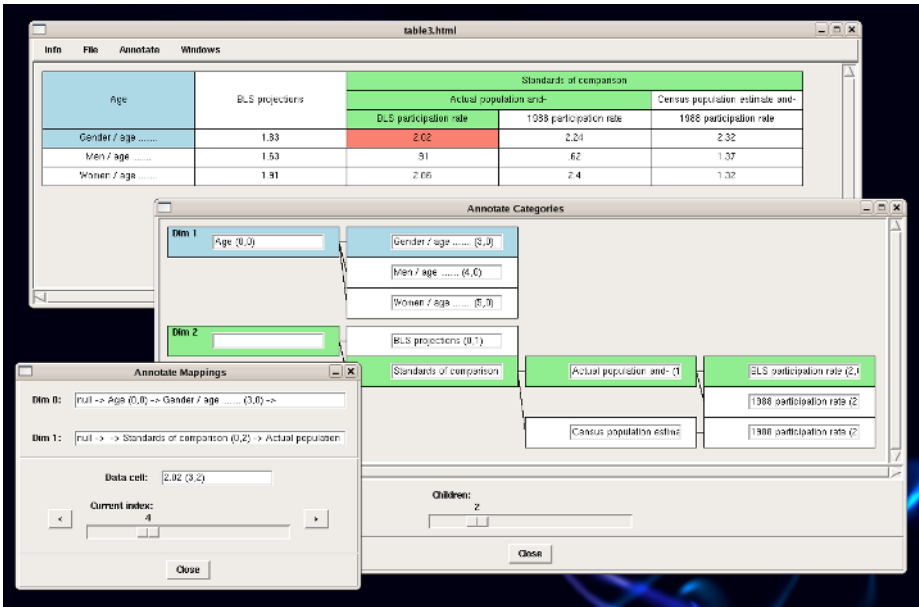 table3.html
Info File Annotate Windows
Standards of comparison
Age BLS projections Actual population and- Census population estimate and-
BLS participation rate 1988 participation rate 1988 participation rate
Gender / age ....... 1.83 2.02 2.24 2.32
Men / age ...... 1.63 .91 .62 1.37
Women / age ....... 1.91 2.06 2.4 1.32
Annotate Categories
Dim 1
Age (0,0) Gender / age ...... (3,0)
Men / age ...... (4,0)
Women / age ...... (5,0)
Dim 2
BLS projections (0,1)
Standards of comparison Actual population and- (1 BLS participation rate (2,
1988 participation rate (2
Census population estima 1988 participation rate (2
Children:
2
Close
Annotate Mappings
Dim 0: null -> Age (0,0) -> Gender / age ...... (3,0) ->
Dim 1: null -> -> Standards of comparison (0,2) -> Actual population
Data cell: 2.02 (3,2)
Current index:
4
< >
Close